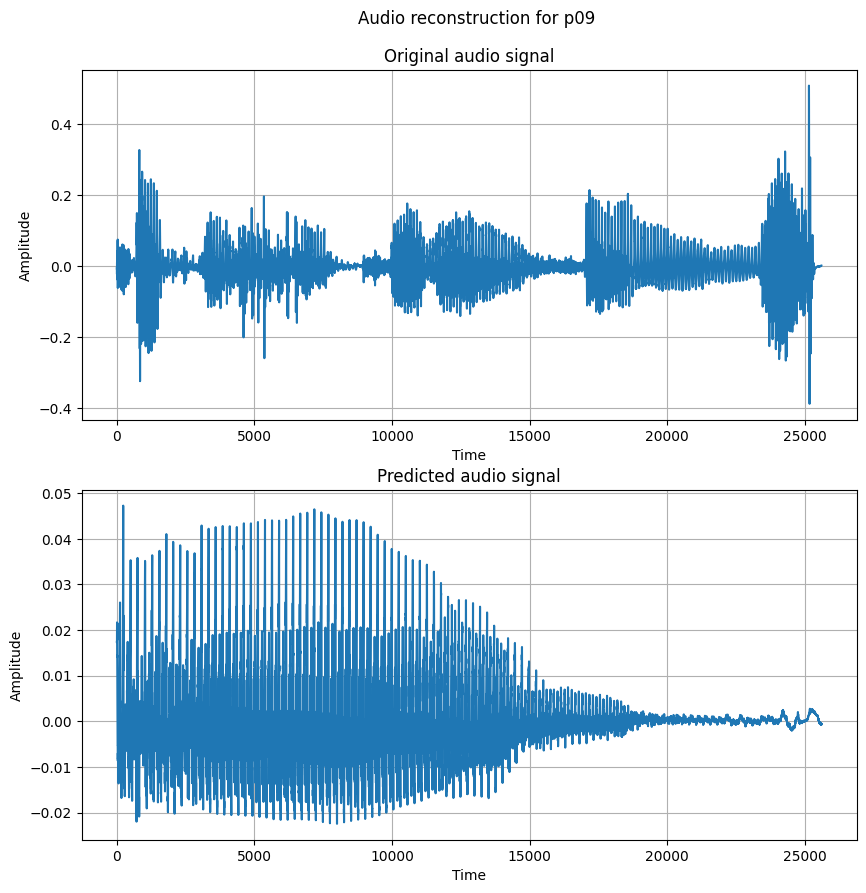 Audio reconstruction for p09
Original audio signal
Amplitude
0.4
0.2
0.0
−0.2
−0.4
0 5000 10000 15000 20000 25000
Time
Predicted audio signal
Amplitude
0.05
0.04
0.03
0.02
0.01
0.00
−0.01
−0.02
0 5000 10000 15000 20000 25000
Time